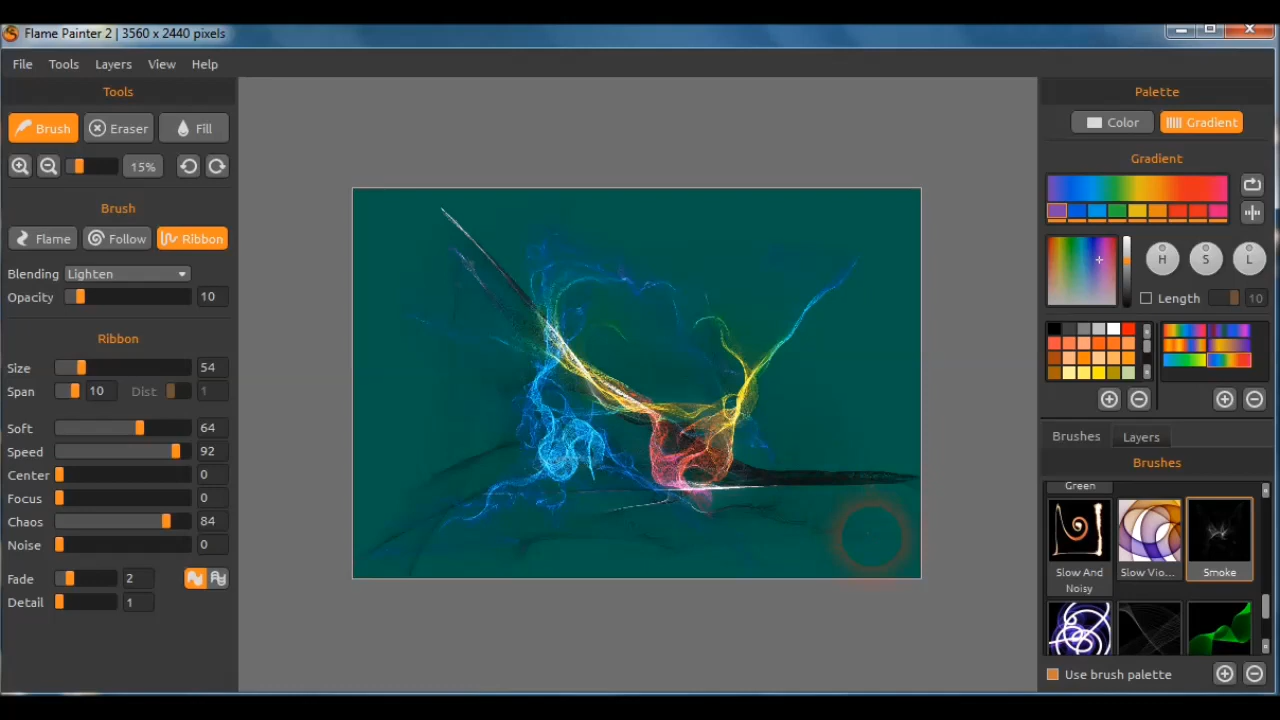 Flame Painter 2 | 3560 x 2440 pixels
File Tools Layers View Help
Tools
Brush Eraser Fill
15%
Brush
Flame Follow Ribbon
Blending Lighten
Opacity 10
Ribbon
Size 54
Span 10 Dist 1
Soft 64
Speed 92
Center 0
Focus 0
Chaos 84
Noise 0
Fade 2
Detail 1
Palette
Color Gradient
Gradient
H S L
Length 10
Brushes Layers
Brushes
Green
Slow And Noisy
Slow Vio...
Smoke
Use brush palette